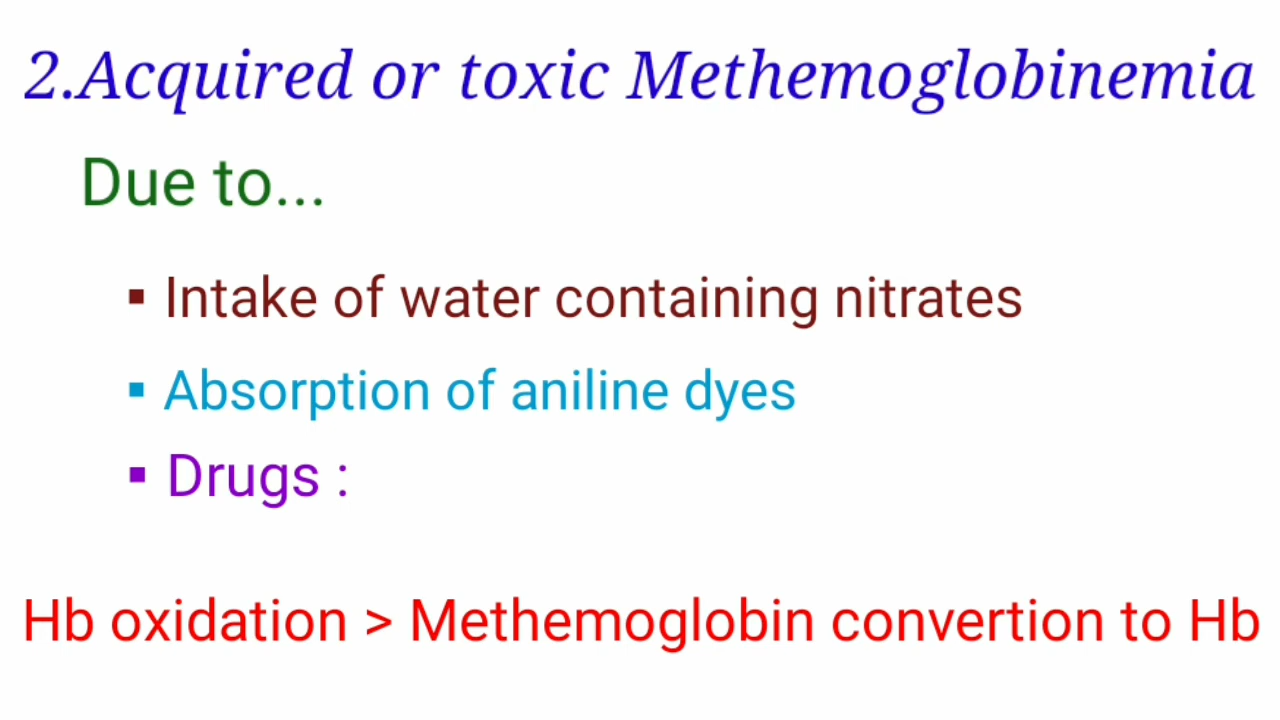 2.Acquired or toxic Methemoglobinemia
Due to...
▪ Intake of water containing nitrates
▪ Absorption of aniline dyes
▪ Drugs :
Hb oxidation > Methemoglobin convertion to Hb